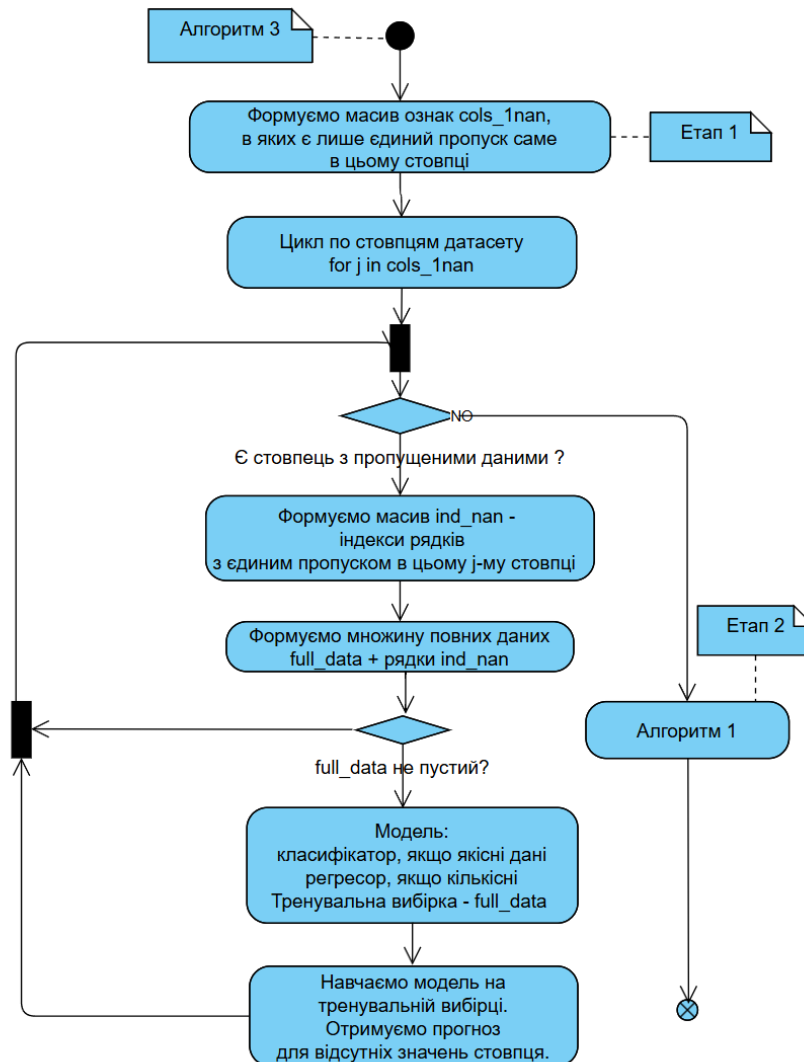 Алгоритм 3
Формуємо масив ознак cols_1nan,
в яких є лише єдиний пропуск саме
в цьому стовпці
Етап 1
Цикл по стовпцям датасету
for j in cols_1nan
NO
Є стовпець з пропущеними даними ?
Формуємо масив ind_nan -
індекси рядків
з єдиним пропуском в цьому j-му стовпці
Формуємо множину повних даних
full_data + рядки ind_nan
Етап 2
Алгоритм 1
full_data не пустий?
Модель:
класифікатор, якщо якісні дані
регресор, якщо кількісні
Тренувальна вибірка - full_data
Навчаємо модель на
тренувальній вибірці.
Отримуємо прогноз
для відсутніх значень стовпця.